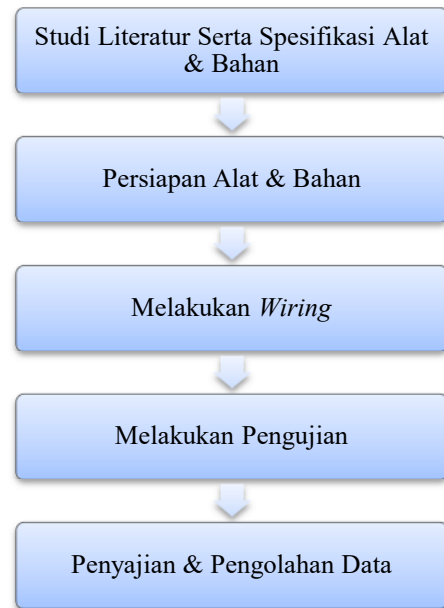 Studi Literatur Serta Spesifikasi Alat
& Bahan
Persiapan Alat & Bahan
Melakukan Wiring
Melakukan Pengujian
Penyajian & Pengolahan Data